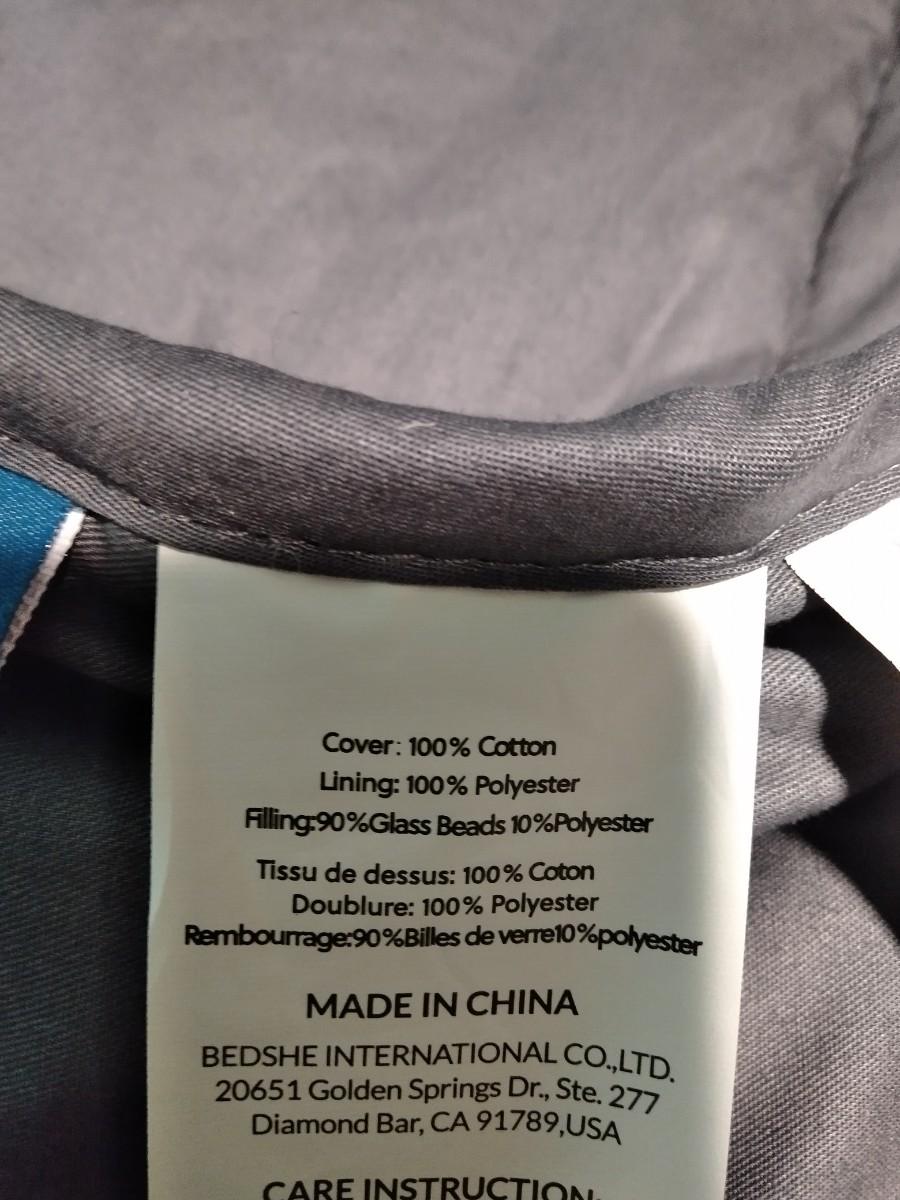 Cover: 100% Cotton
Lining: 100% Polyester
Filling:90%Glass Beads 10%Polyester
Tissu de dessus: 100% Coton
Doublure: 100% Polyester
Rembourrage:90%Billes de verre10%polyester
MADE IN CHINA
BEDSHE INTERNATIONAL CO.,LTD.
20651 Golden Springs Dr., Ste. 277
Diamond Bar, CA 91789,USA
CARE INSTRUCTION: